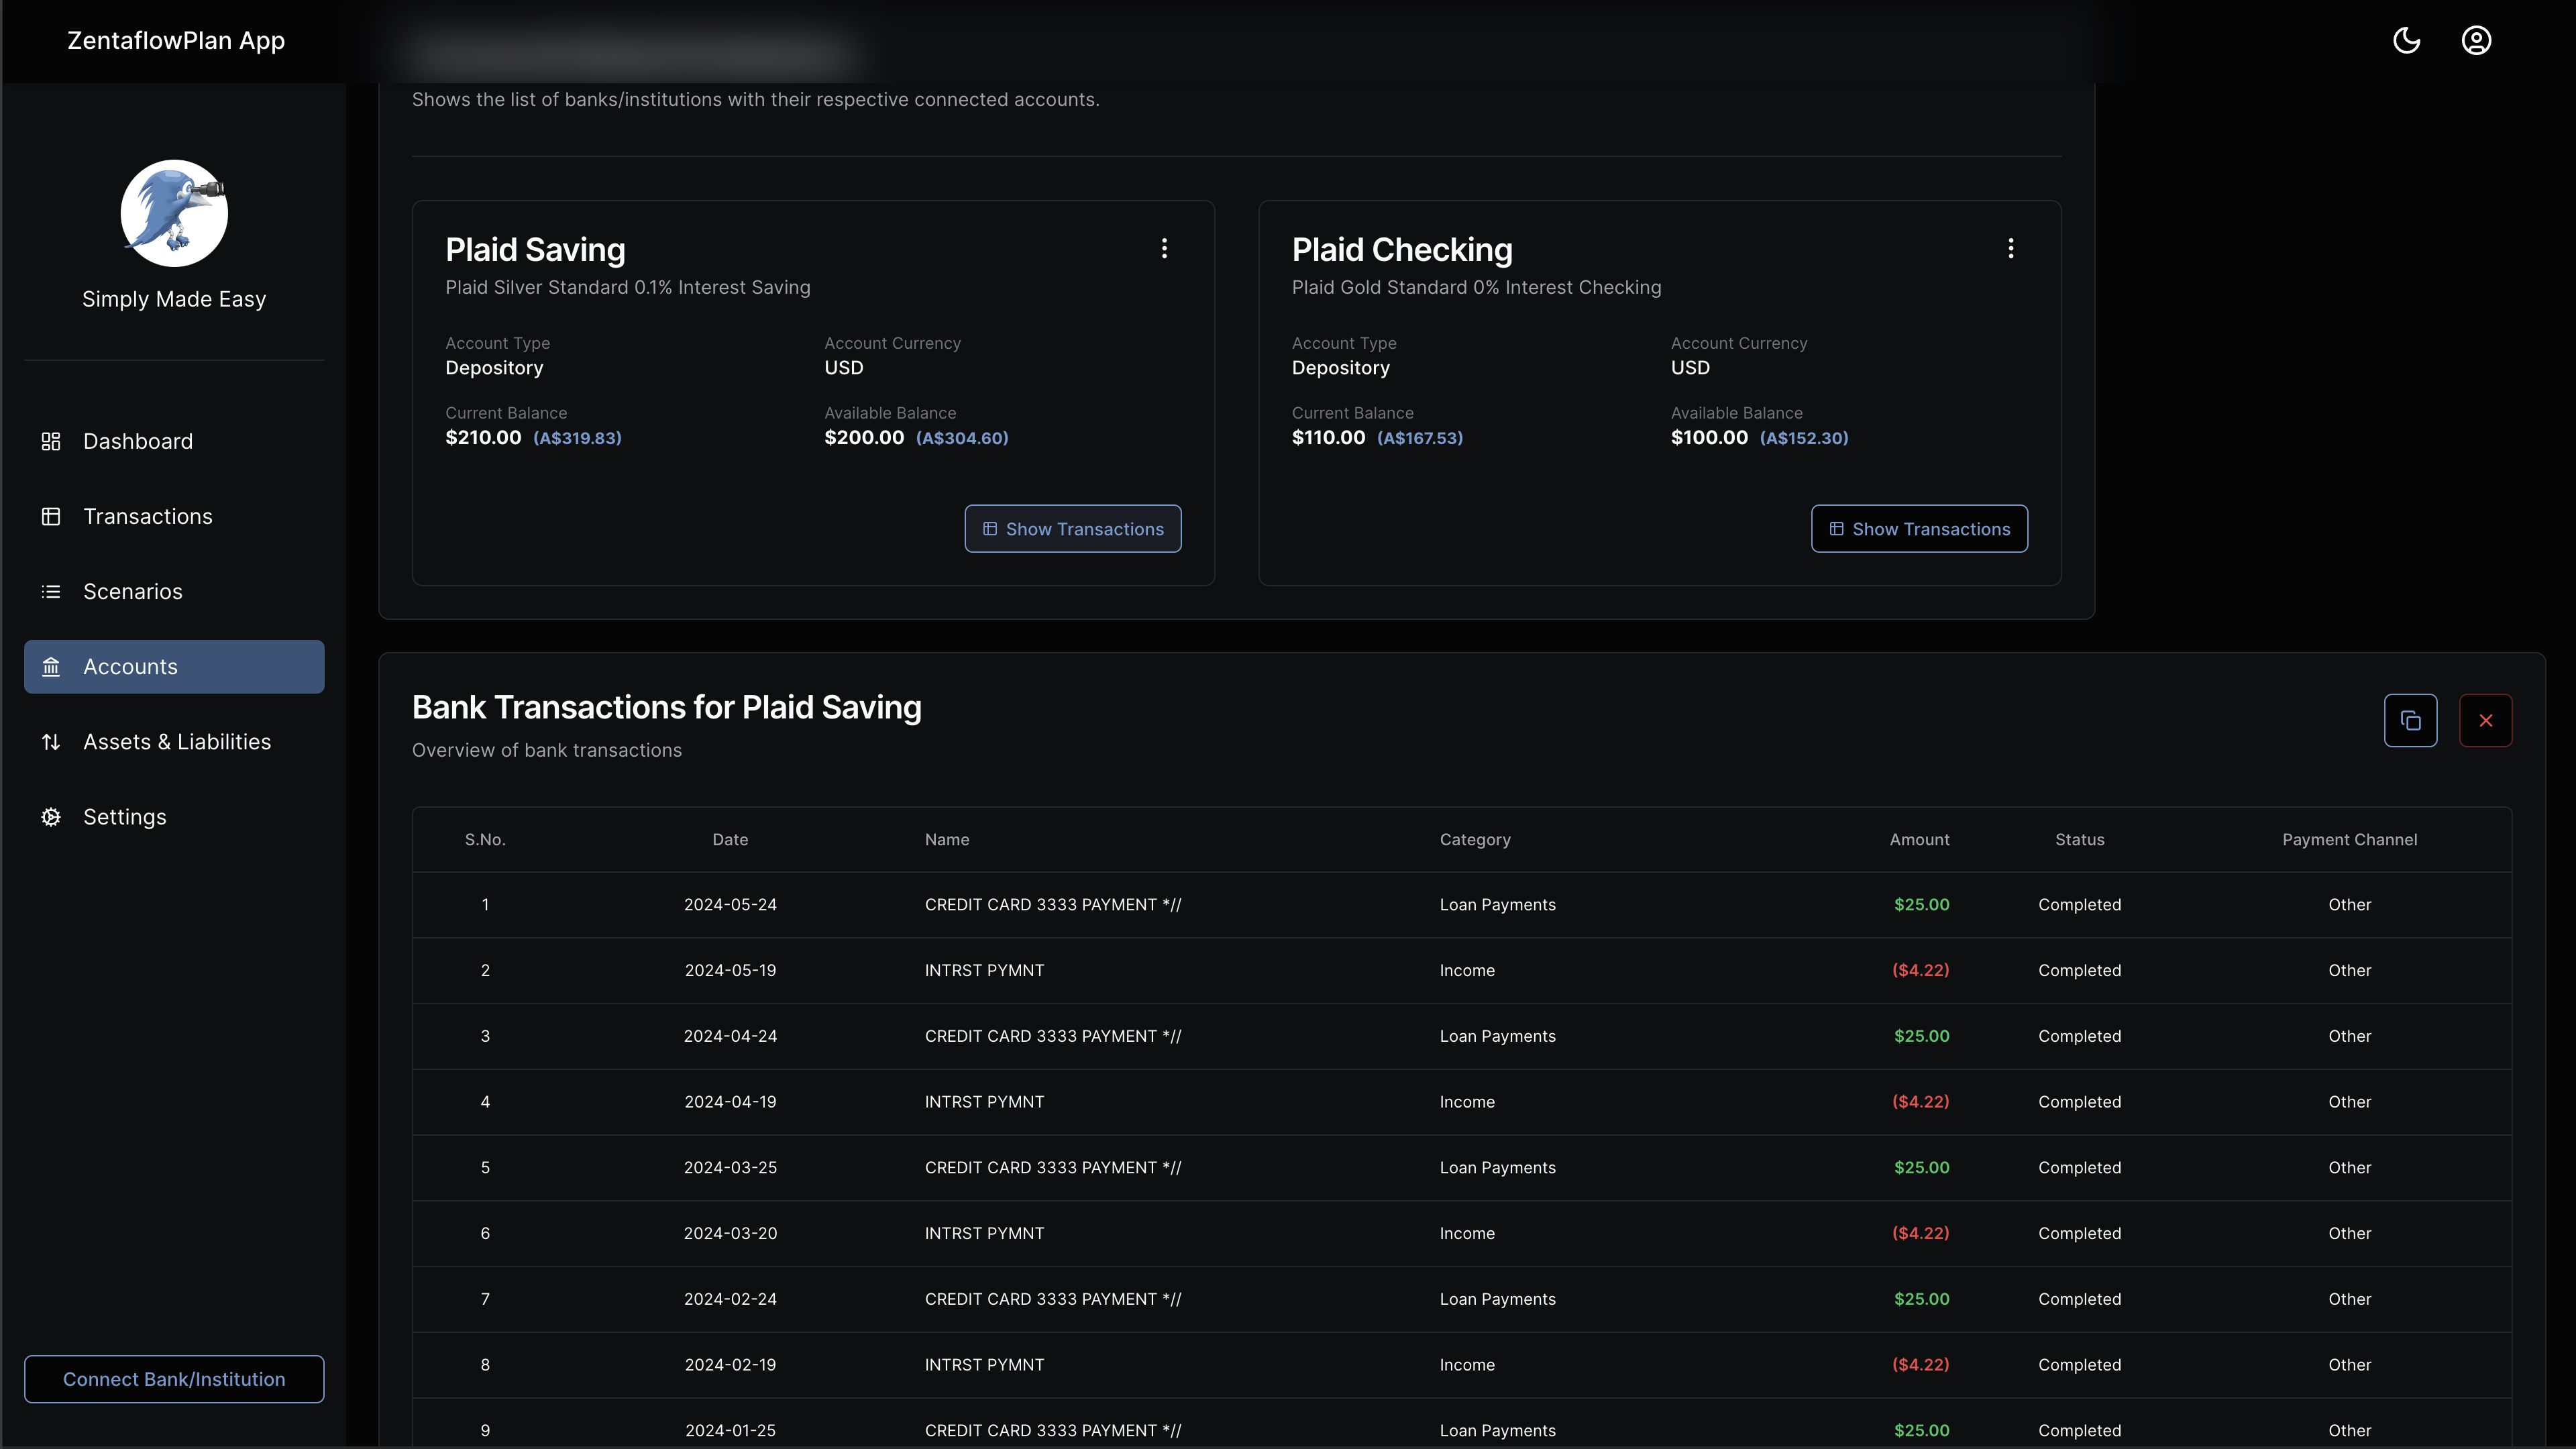 ZentaflowPlan App
Simply Made Easy
Dashboard
Transactions
Scenarios
Accounts
Assets & Liabilities
Settings
Connect Bank/Institution
Shows the list of banks/institutions with their respective connected accounts.
Plaid Saving
Plaid Silver Standard 0.1% Interest Saving
Account Type
Depository
Account Currency
USD
Current Balance
$210.00 (A$319.83)
Available Balance
$200.00 (A$304.60)
Show Transactions
Plaid Checking
Plaid Gold Standard 0% Interest Checking
Account Type
Depository
Account Currency
USD
Current Balance
$110.00 (A$167.53)
Available Balance
$100.00 (A$152.30)
Show Transactions
Bank Transactions for Plaid Saving
Overview of bank transactions
S.No. Date Name Category Amount Status Payment Channel
1 2024-05-24 CREDIT CARD 3333 PAYMENT *// Loan Payments $25.00 Completed Other
2 2024-05-19 INTRST PYMNT Income ($4.22) Completed Other
3 2024-04-24 CREDIT CARD 3333 PAYMENT *// Loan Payments $25.00 Completed Other
4 2024-04-19 INTRST PYMNT Income ($4.22) Completed Other
5 2024-03-25 CREDIT CARD 3333 PAYMENT *// Loan Payments $25.00 Completed Other
6 2024-03-20 INTRST PYMNT Income ($4.22) Completed Other
7 2024-02-24 CREDIT CARD 3333 PAYMENT *// Loan Payments $25.00 Completed Other
8 2024-02-19 INTRST PYMNT Income ($4.22) Completed Other
9 2024-01-25 CREDIT CARD 3333 PAYMENT *// Loan Payments $25.00 Completed Other